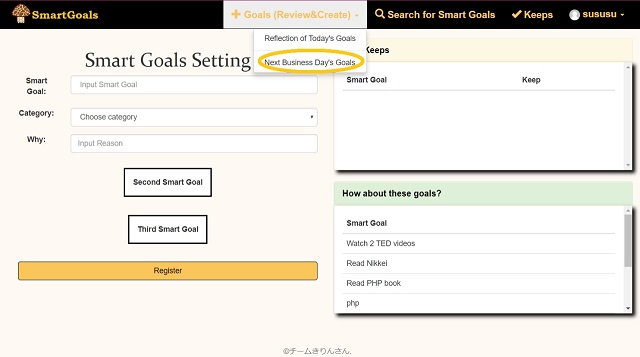 SmartGoals
Goals (Review&Create)
Search for Smart Goals
Keeps
sususu
Reflection of Today's Goals
Next Business Day's Goals
Smart Goals Setting
Smart Goal:
Input Smart Goal
Category:
Choose category
Why:
Input Reason
Second Smart Goal
Third Smart Goal
Register
Keeps
Smart Goal
Keep
How about these goals?
Smart Goal
Watch 2 TED videos
Read Nikkei
Read PHP book
php
©チームきりんさん.